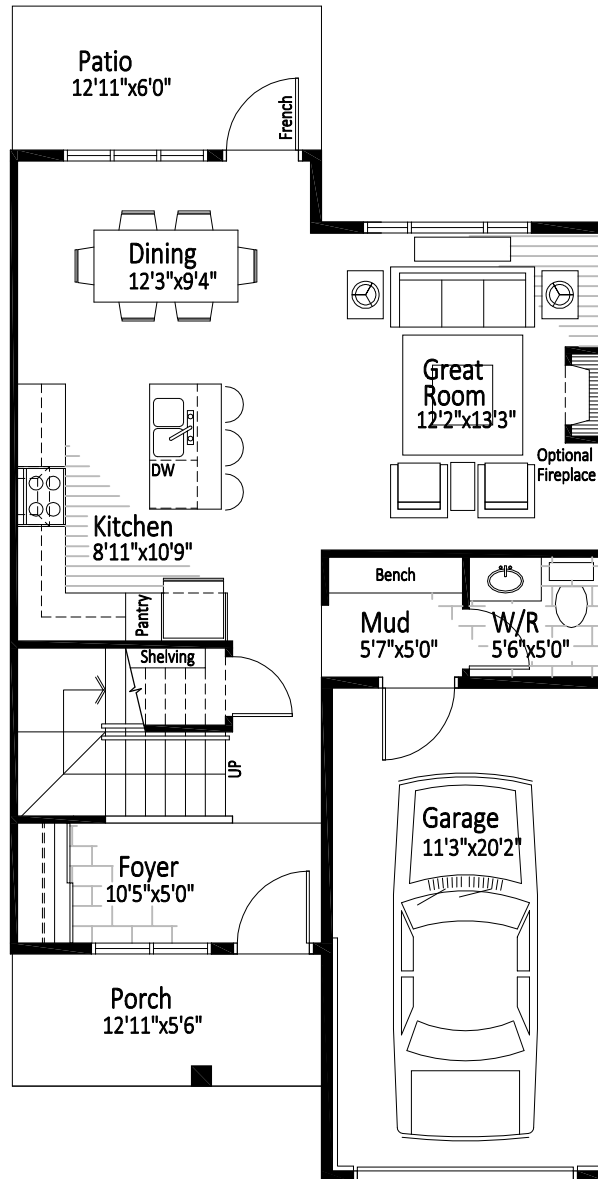 Patio
12'11"x6'0"
French
Dining
12'3"x9'4"
Great
Room
12'2"x13'3"
Optional
Fireplace
DW
Kitchen
8'11"x10'9"
Pantry
Bench
Mud
5'7"x5'0"
W/R
5'6"x5'0"
Shelving
UP
Garage
11'3"x20'2"
Foyer
10'5"x5'0"
Porch
12'11"x5'6"